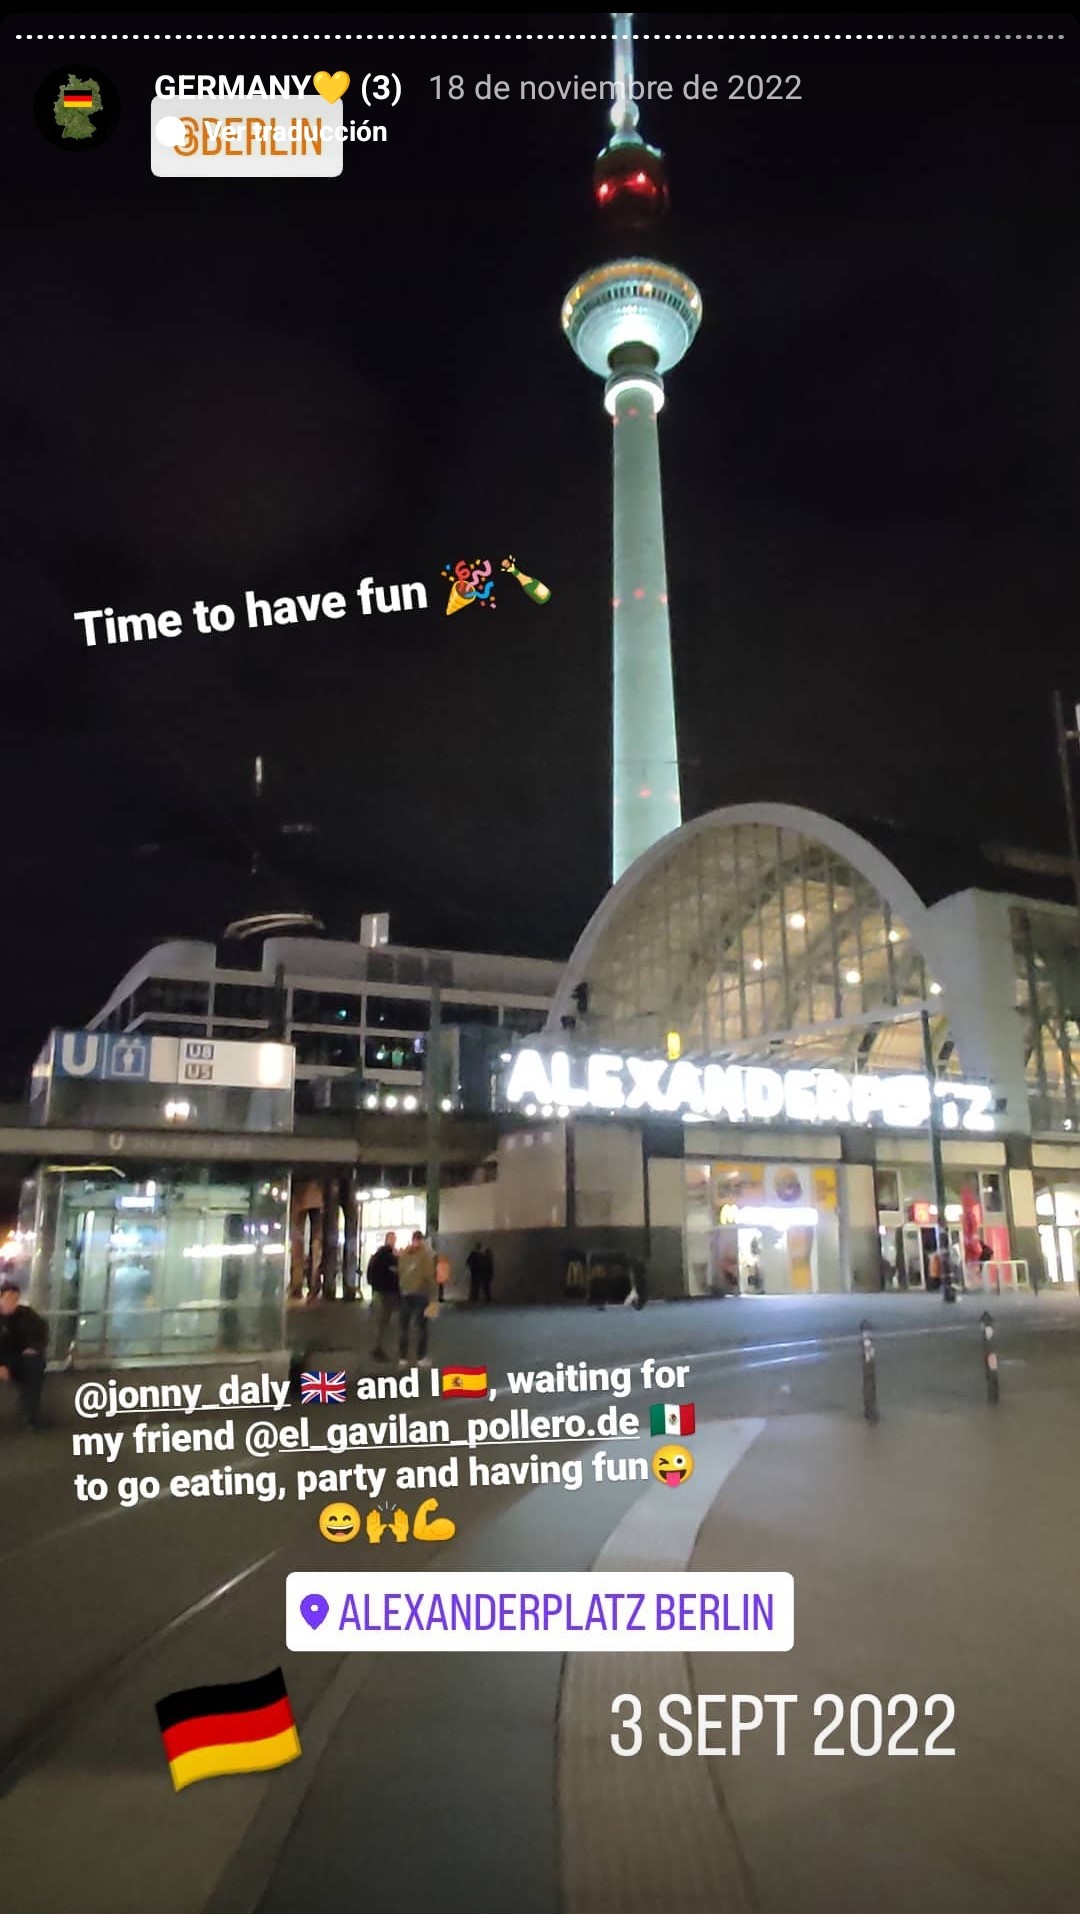 GERMANY💛 (3) 18 de noviembre de 2022
Ver traducción
@BERLIN
Time to have fun 🎉🍾
U
U8
U5
ALEXANDERPLATZ
@jonny_daly 🇬🇧 and I🇪🇸, waiting for
my friend @el_gavilan_pollero.de 🇲🇽
to go eating, party and having fun😜
😄🙌💪
ALEXANDERPLATZ BERLIN
3 SEPT 2022